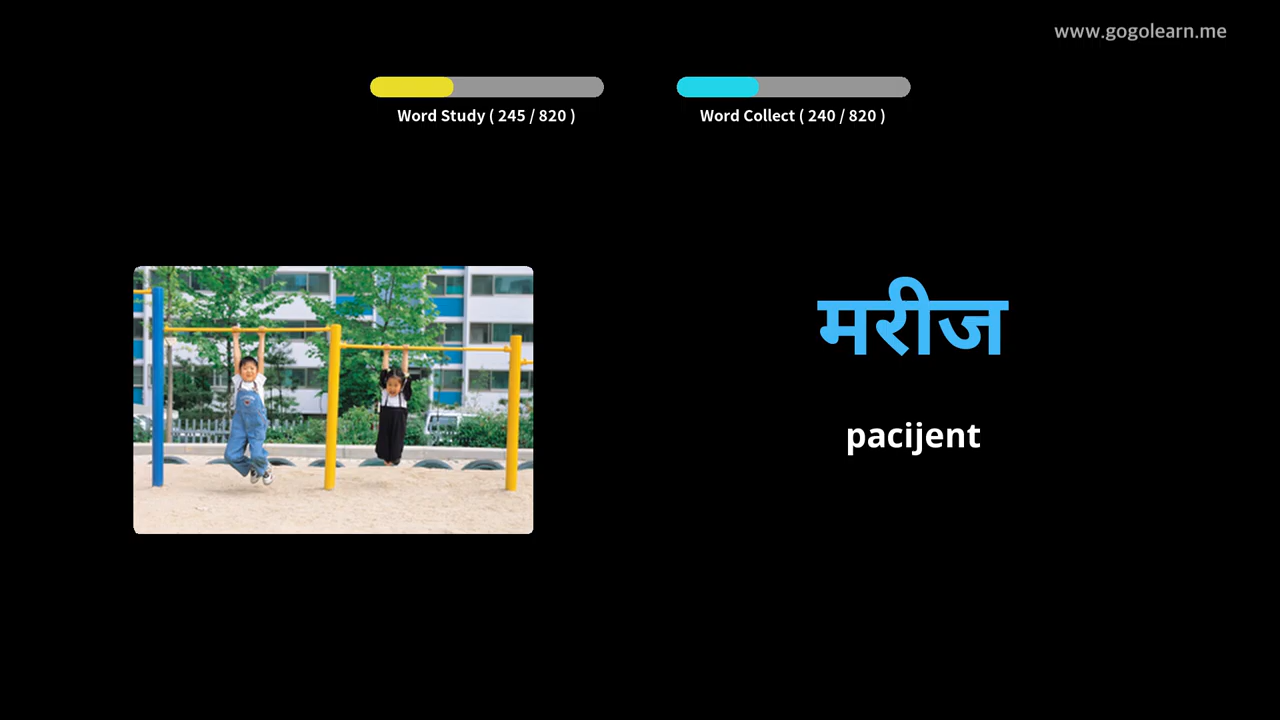 www.gogolearn.me
Word Study ( 245 / 820 )
Word Collect ( 240 / 820 )
मरीज
pacijent